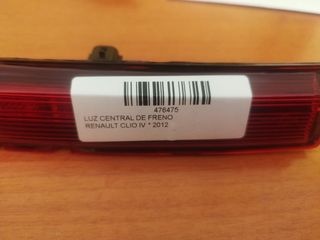 476475
LUZ CENTRAL DE FRENO
RENAULT CLIO IV * 2012